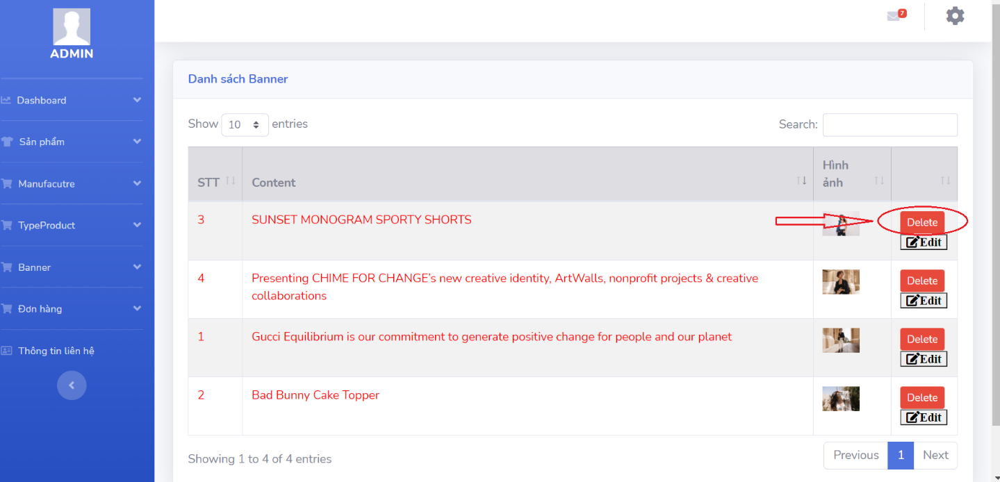 7
ADMIN
Dashboard
Sản phẩm
Manufacutre
TypeProduct
Banner
Đơn hàng
Thông tin liên hệ
Danh sách Banner
Show 10 entries
Search:
STT Content Hình ảnh
3 SUNSET MONOGRAM SPORTY SHORTS Delete
Edit
4 Presenting CHIME FOR CHANGE’s new creative identity, ArtWalls, nonprofit projects & creative Delete
collaborations Edit
1 Gucci Equilibrium is our commitment to generate positive change for people and our planet Delete
Edit
2 Bad Bunny Cake Topper Delete
Edit
Showing 1 to 4 of 4 entries
Previous 1 Next